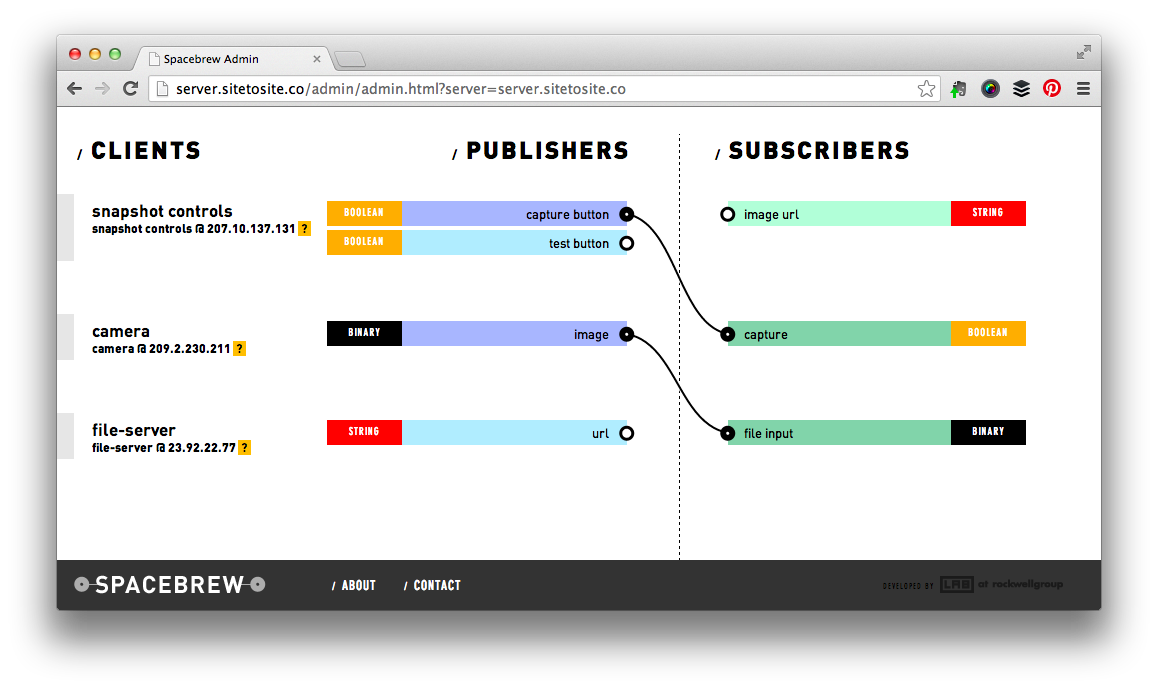 Spacebrew Admin
server.sitetosite.co/admin/admin.html?server=server.sitetosite.co
/ CLIENTS
/ PUBLISHERS
/ SUBSCRIBERS
snapshot controls
snapshot controls @ 207.10.137.131 ?
BOOLEAN capture button
BOOLEAN test button
image url STRING
camera
camera @ 209.2.230.211 ?
BINARY image
capture BOOLEAN
file-server
file-server @ 23.92.22.77 ?
STRING url
file input BINARY
SPACEBREW
/ ABOUT
/ CONTACT
DEVELOPED BY LAB at rockwellgroup